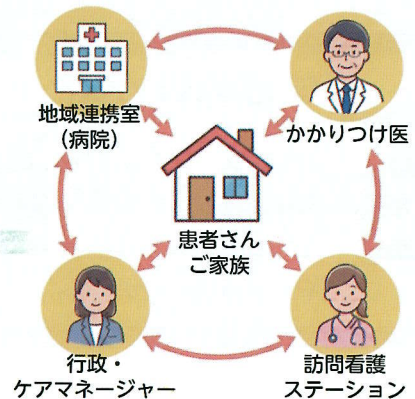 地域連携室
（病院）
かかりつけ医
患者さん
ご家族
行政・
ケアマネージャー
訪問看護
ステーション